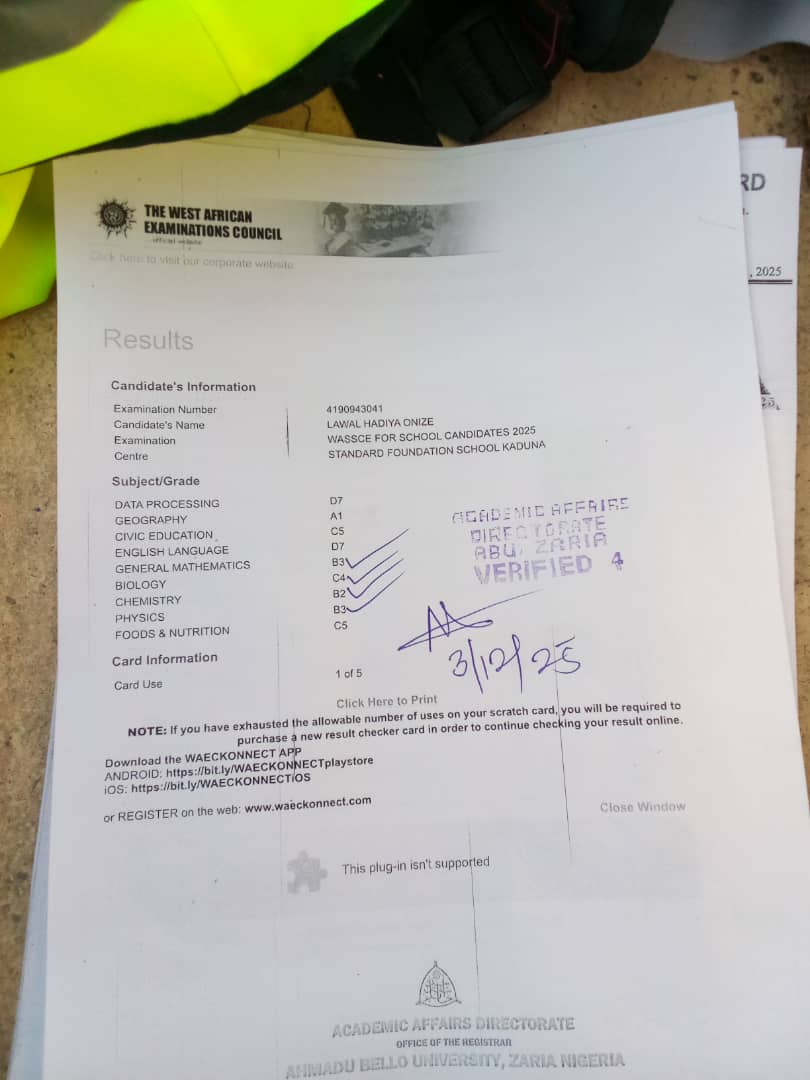 THE WEST AFRICAN
EXAMINATIONS COUNCIL
official website
Click here to visit our corporate website
RD
, 2025
Results
Candidate's Information
Examination Number 4190943041
Candidate's Name LAWAL HADIYA ONIZE
Examination WASSCE FOR SCHOOL CANDIDATES 2025
Centre STANDARD FOUNDATION SCHOOL KADUNA
Subject/Grade
DATA PROCESSING D7
GEOGRAPHY A1
CIVIC EDUCATION C5
ENGLISH LANGUAGE D7
GENERAL MATHEMATICS B3
BIOLOGY C4
CHEMISTRY B2
PHYSICS B3
FOODS & NUTRITION C5
ACADEMIC AFFAIRS
DIRECTORATE
ABU, ZARIA
VERIFIED 4
3/12/25
Card Information
Card Use 1 of 5
Click Here to Print
NOTE: If you have exhausted the allowable number of uses on your scratch card, you will be required to
purchase a new result checker card in order to continue checking your result online.
Download the WAECKONNECT APP
ANDROID: https://bit.ly/WAECKONNECTplaystore
iOS: https://bit.ly/WAECKONNECTiOS
or REGISTER on the web: www.waeckonnect.com
Close Window
This plug-in isn't supported
ACADEMIC AFFAIRS DIRECTORATE
OFFICE OF THE REGISTRAR
AHMADU BELLO UNIVERSITY, ZARIA NIGERIA